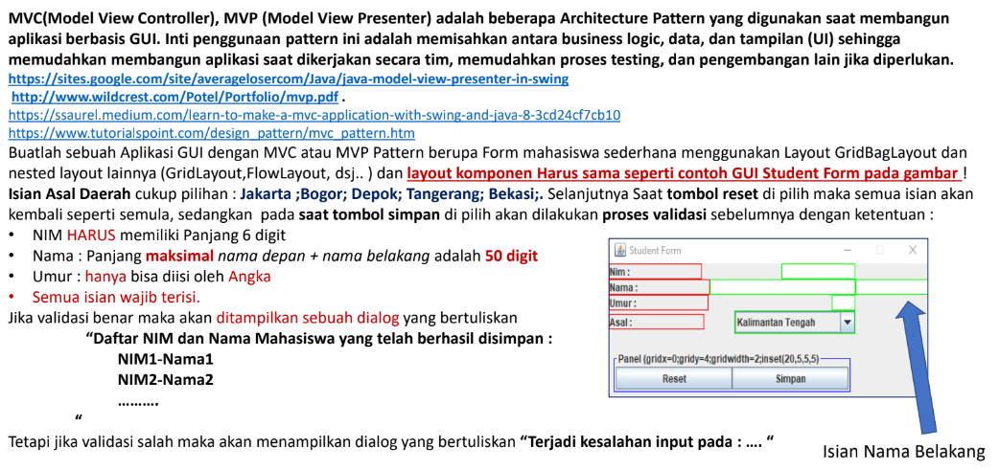 MVC(Model View Controller), MVP (Model View Presenter) adalah beberapa Architecture Pattern yang digunakan saat membangun
aplikasi berbasis GUI. Inti penggunaan pattern ini adalah memisahkan antara business logic, data, dan tampilan (UI) sehingga
memudahkan membangun aplikasi saat dikerjakan secara tim, memudahkan proses testing, dan pengembangan lain jika diperlukan.
https://sites.google.com/site/averagelosercom/Java/java-model-view-presenter-in-swing
http://www.wildcrest.com/Potel/Portfolio/mvp.pdf .
https://ssaurel.medium.com/learn-to-make-a-mvc-application-with-swing-and-java-8-3cd24cf7cb10
https://www.tutorialspoint.com/design_pattern/mvc_pattern.htm
Buatlah sebuah Aplikasi GUI dengan MVC atau MVP Pattern berupa Form mahasiswa sederhana menggunakan Layout GridBagLayout dan
nested layout lainnya (GridLayout,FlowLayout, dsj.. ) dan layout komponen Harus sama seperti contoh GUI Student Form pada gambar !
Isian Asal Daerah cukup pilihan : Jakarta ;Bogor; Depok; Tangerang; Bekasi;. Selanjutnya Saat tombol reset di pilih maka semua isian akan
kembali seperti semula, sedangkan pada saat tombol simpan di pilih akan dilakukan proses validasi sebelumnya dengan ketentuan :
• NIM HARUS memiliki Panjang 6 digit
• Nama : Panjang maksimal nama depan + nama belakang adalah 50 digit
• Umur : hanya bisa diisi oleh Angka
• Semua isian wajib terisi.
Jika validasi benar maka akan ditampilkan sebuah dialog yang bertuliskan
“Daftar NIM dan Nama Mahasiswa yang telah berhasil disimpan :
NIM1-Nama1
NIM2-Nama2
……….
“
Tetapi jika validasi salah maka akan menampilkan dialog yang bertuliskan “Terjadi kesalahan input pada : …. “
Student Form
Nim :
Nama :
Umur :
Asal :
Kalimantan Tengah
Panel (gridx=0;gridy=4;gridwidth=2;inset(20,5,5,5)
Reset
Simpan
Isian Nama Belakang